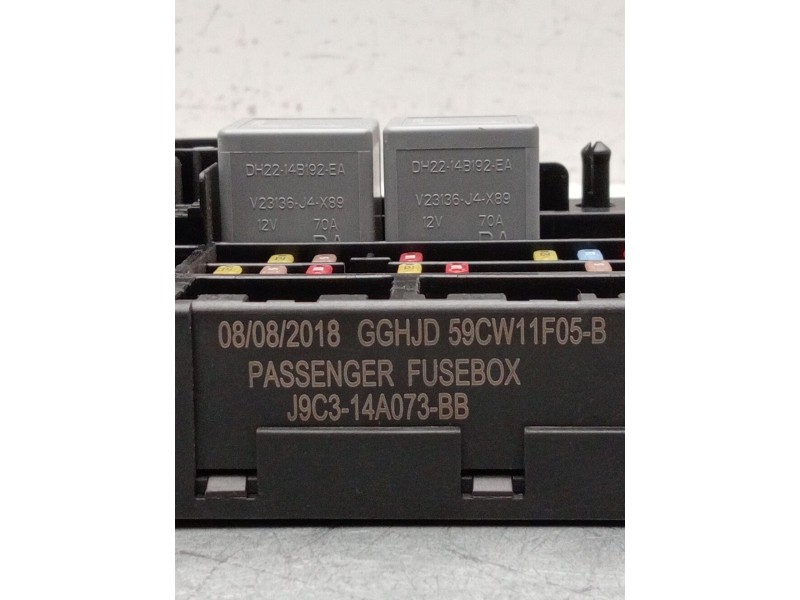 DH22-14B192-EA
V23136-J4-X89
12V 70A
DH22-14B192-EA
V23136-J4-X89
12V 70A
08/08/2018 GGHJD 59CW11F05-B
PASSENGER FUSEBOX
J9C3-14A073-BB